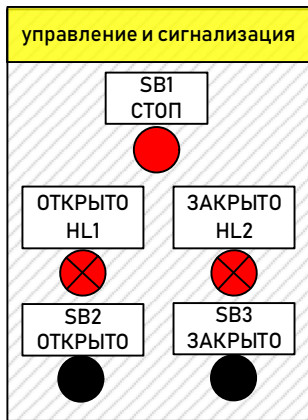 управление и сигнализация
SB1
СТОП
ОТКРЫТО
HL1
ЗАКРЫТО
HL2
SB2
ОТКРЫТО
SB3
ЗАКРЫТО